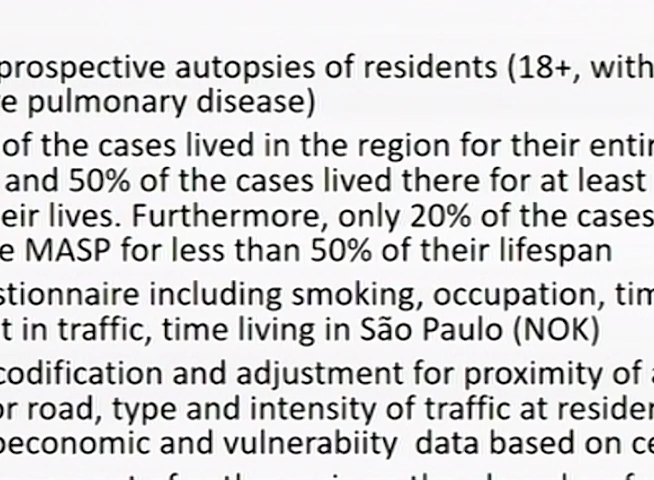 prospective autopsies of residents (18+, with
e pulmonary disease)
of the cases lived in the region for their entir
and 50% of the cases lived there for at least
eir lives. Furthermore, only 20% of the cases
e MASP for less than 50% of their lifespan
stionnaire including smoking, occupation, tim
t in traffic, time living in São Paulo (NOK)
codification and adjustment for proximity of a
or road, type and intensity of traffic at residen
oeconomic and vulnerabiity data based on ce